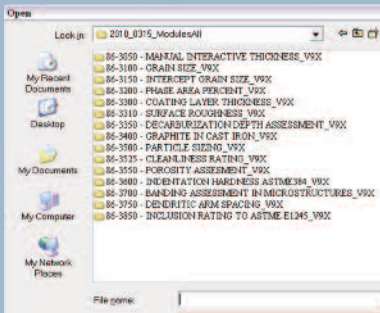 Open
Look in: 2010_0315_ModulesAll
My Recent Documents
Desktop
My Documents
My Computer
My Network Places
86-3050 - MANUAL INTERACTIVE THICKNESS_V9X
86-3100 - GRAIN SIZE_V9X
86-3150 - INTERCEPT GRAIN SIZE_V9X
86-3200 - PHASE AREA PERCENT_V9X
86-3300 - COATING LAYER THICKNESS_V9X
86-3310 - SURFACE ROUGHNESS_V9X
86-3350 - DECARBURIZATION DEPTH ASSESSMENT_V9X
86-3400 - GRAPHITE IN CAST IRON_V9X
86-3500 - PARTICLE SIZING_V9X
86-3525 - CLEANLINESS RATING_V9X
86-3550 - POROSITY ASSESMENT_V9X
86-3600 - INDENTATION HARDNESS ASTME384_V9X
86-3700 - BANDING ASSESSMENT IN MICROSTRUCTURES_V9X
86-3750 - DENDRITIC ARM SPACING_V9X
86-3850 - INCLUSION RATING TO ASTME E1245_V9X
File name: